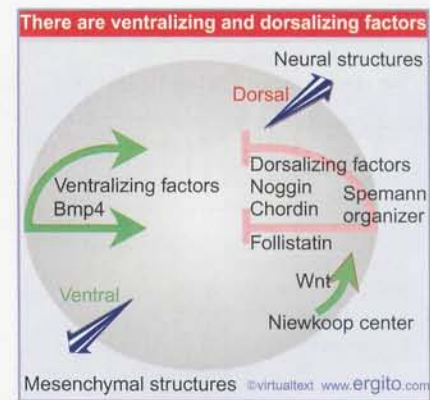 There are ventralizing and dorsalizing factors
Neural structures
Dorsal
Dorsalizing factors
Noggin
Chordin
Follistatin
Spemann
organizer
Ventralizing factors
Bmp4
Wnt
Ventral
Niewkoop center
Mesenchymal structures ©virtualtext www.ergito.com